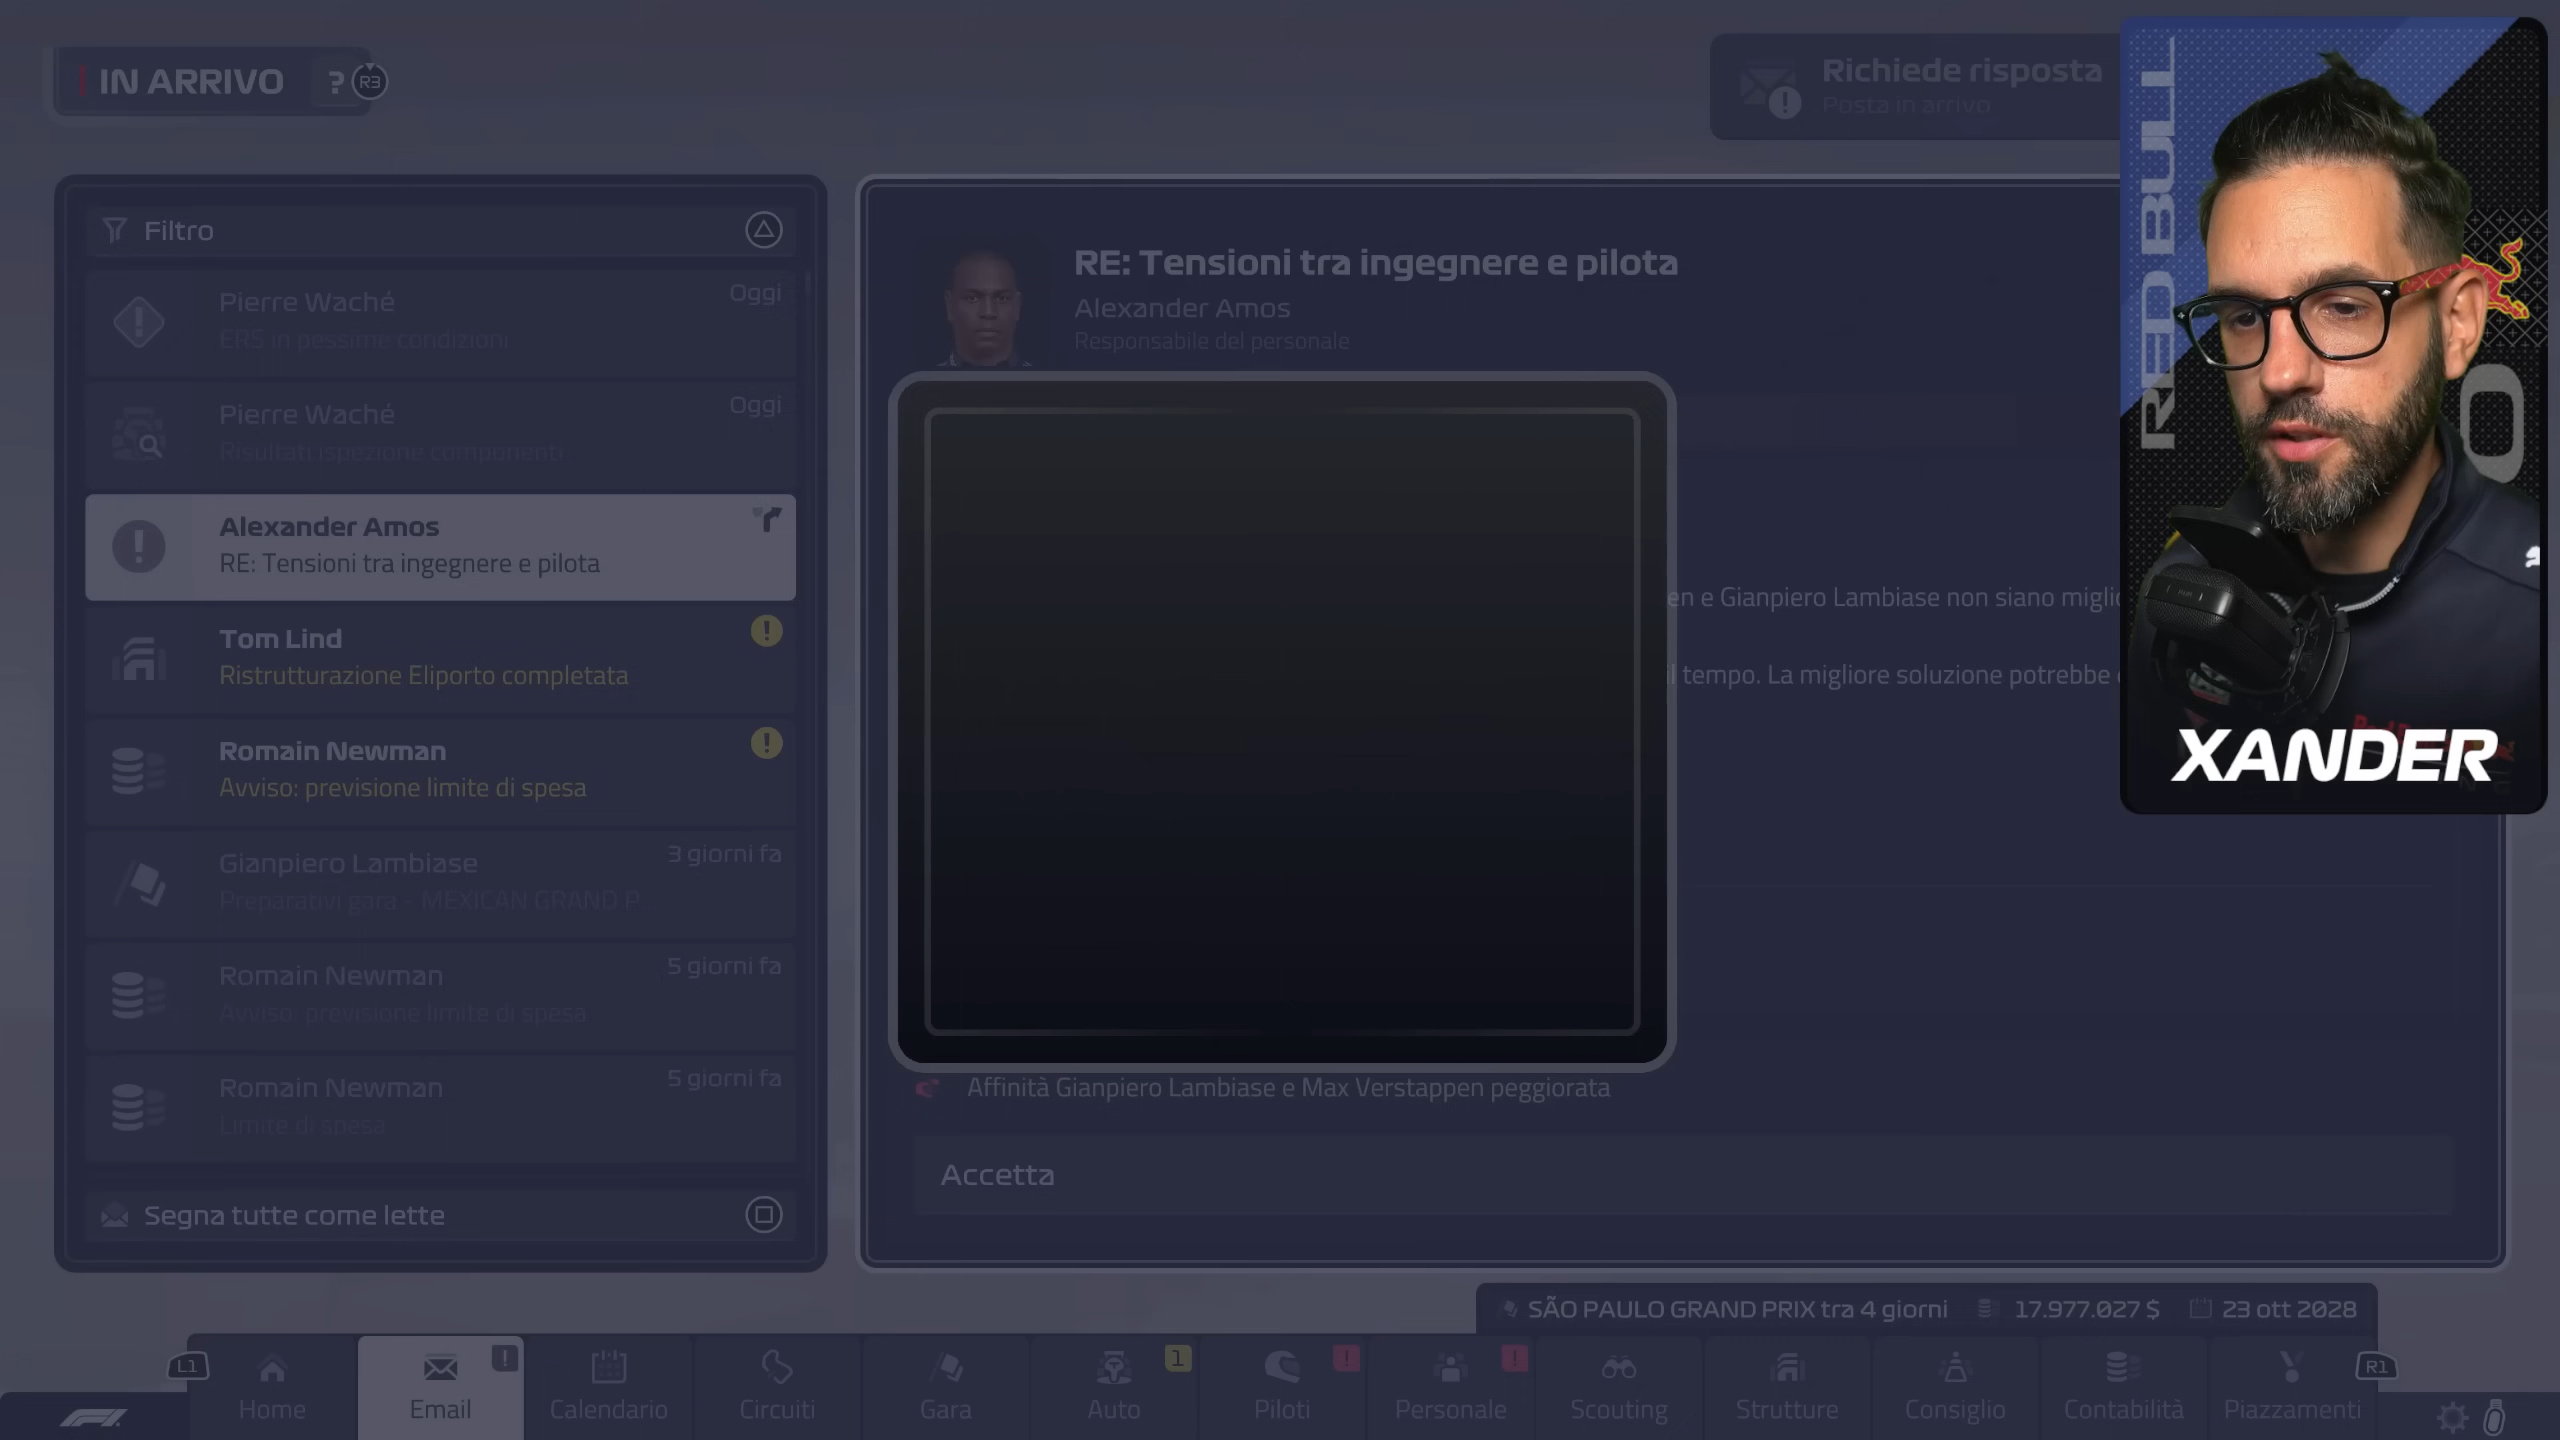 IN ARRIVO
? R3
Richiede risposta
Posta in arrivo
Filtro
Pierre Waché
Oggi
ERS in pessime condizioni
Pierre Waché
Oggi
Risultati ispezione componenti
Alexander Amos
RE: Tensioni tra ingegnere e pilota
Tom Lind
Ristrutturazione Eliporto completata
Romain Newman
Avviso: previsione limite di spesa
Gianpiero Lambiase
3 giorni fa
Preparativi gara - MEXICAN GRAND P...
Romain Newman
5 giorni fa
Avviso: previsione limite di spesa
Romain Newman
5 giorni fa
Limite di spesa
Segna tutte come lette
RE: Tensioni tra ingegnere e pilota
Alexander Amos
Responsabile del personale
en e Gianpiero Lambiase non siano
il tempo. La migliore soluzione potrebbe
Affinità Gianpiero Lambiase e Max Verstappen peggiorata
Accetta
RED BULL
XANDER
SÃO PAULO GRAND PRIX tra 4 giorni
17.977.027 $
23 ott 2028
L1
Home
Email
Calendario
Circuiti
Gara
Auto
1
Piloti
Personale
Scouting
Strutture
Consiglio
Contabilità
Piazzamenti
R1